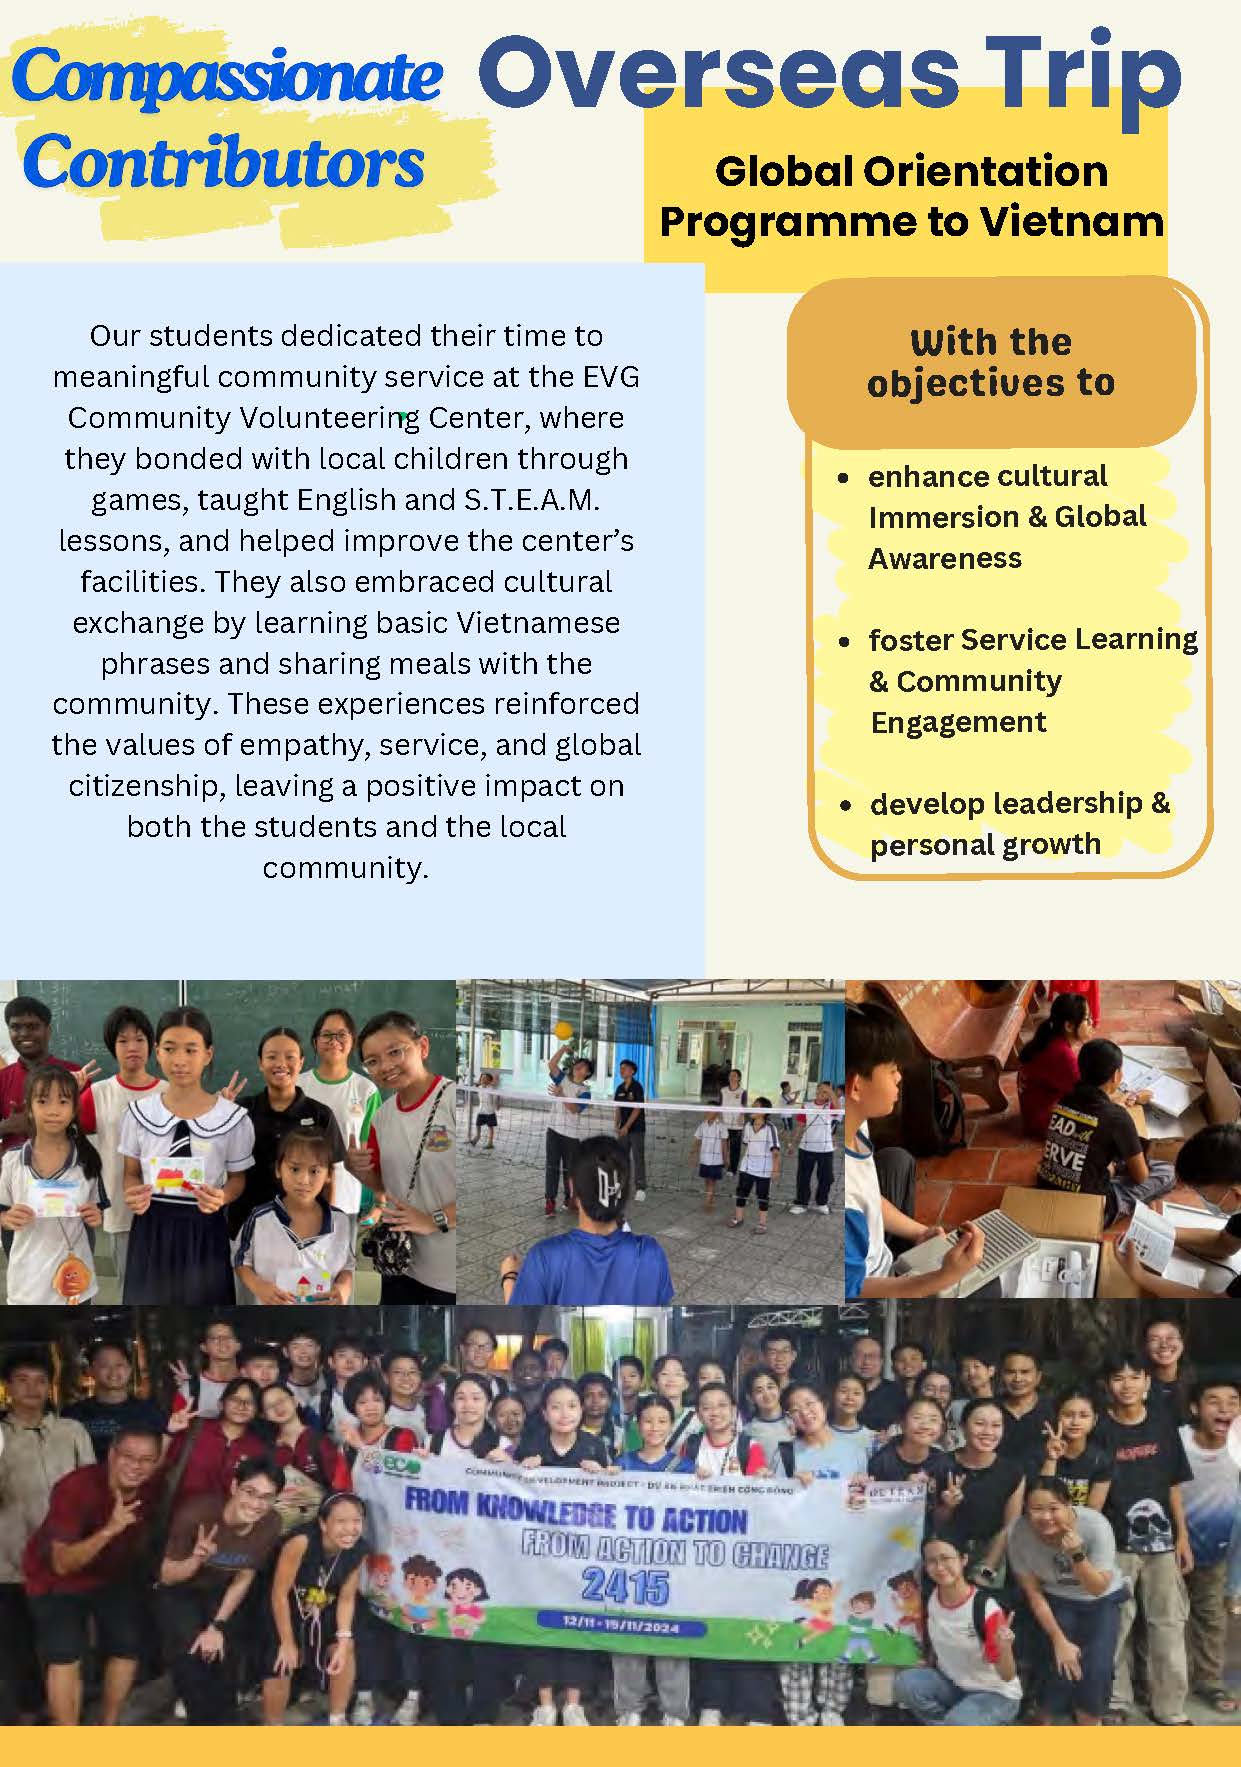 Compassionate
Contributors
Overseas Trip
Global Orientation
Programme to Vietnam
Our students dedicated their time to
meaningful community service at the EVG
Community Volunteering Center, where
they bonded with local children through
games, taught English and S.T.E.A.M.
lessons, and helped improve the center’s
facilities. They also embraced cultural
exchange by learning basic Vietnamese
phrases and sharing meals with the
community. These experiences reinforced
the values of empathy, service, and global
citizenship, leaving a positive impact on
both the students and the local
community.
With the
objectives to
• enhance cultural
Immersion & Global
Awareness
• foster Service Learning
& Community
Engagement
• develop leadership &
personal growth
COMMUNITY DEVELOPMENT PROJECT - DỰ ÁN PHÁT TRIỂN CỘNG ĐỒNG
FROM KNOWLEDGE TO ACTION
FROM ACTION TO CHANGE
2415
12/11 - 19/11/2024